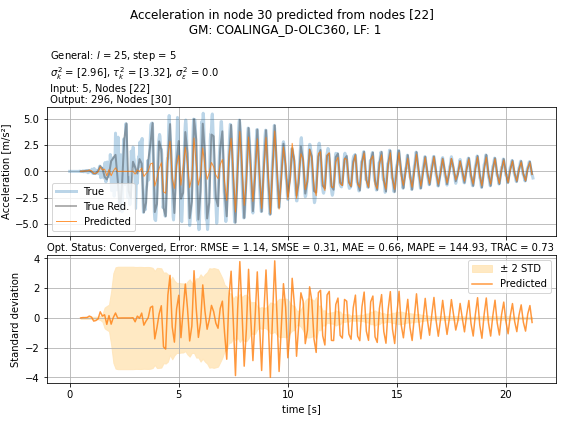 Acceleration in node 30 predicted from nodes [22]
GM: COALINGA_D-OLC360, LF: 1
General: l = 25, step = 5
σ²ₖ = [2.96], τ²ₖ = [3.32], σ²ε = 0.0
Input: 5, Nodes [22]
Output: 296, Nodes [30]
5.0
2.5
0.0
−2.5
−5.0
Acceleration [m/s²]
True
True Red.
Predicted
Opt. Status: Converged, Error: RMSE = 1.14, SMSE = 0.31, MAE = 0.66, MAPE = 144.93, TRAC = 0.73
4
2
0
−2
−4
Standard deviation
± 2 STD
Predicted
0 5 10 15 20
time [s]